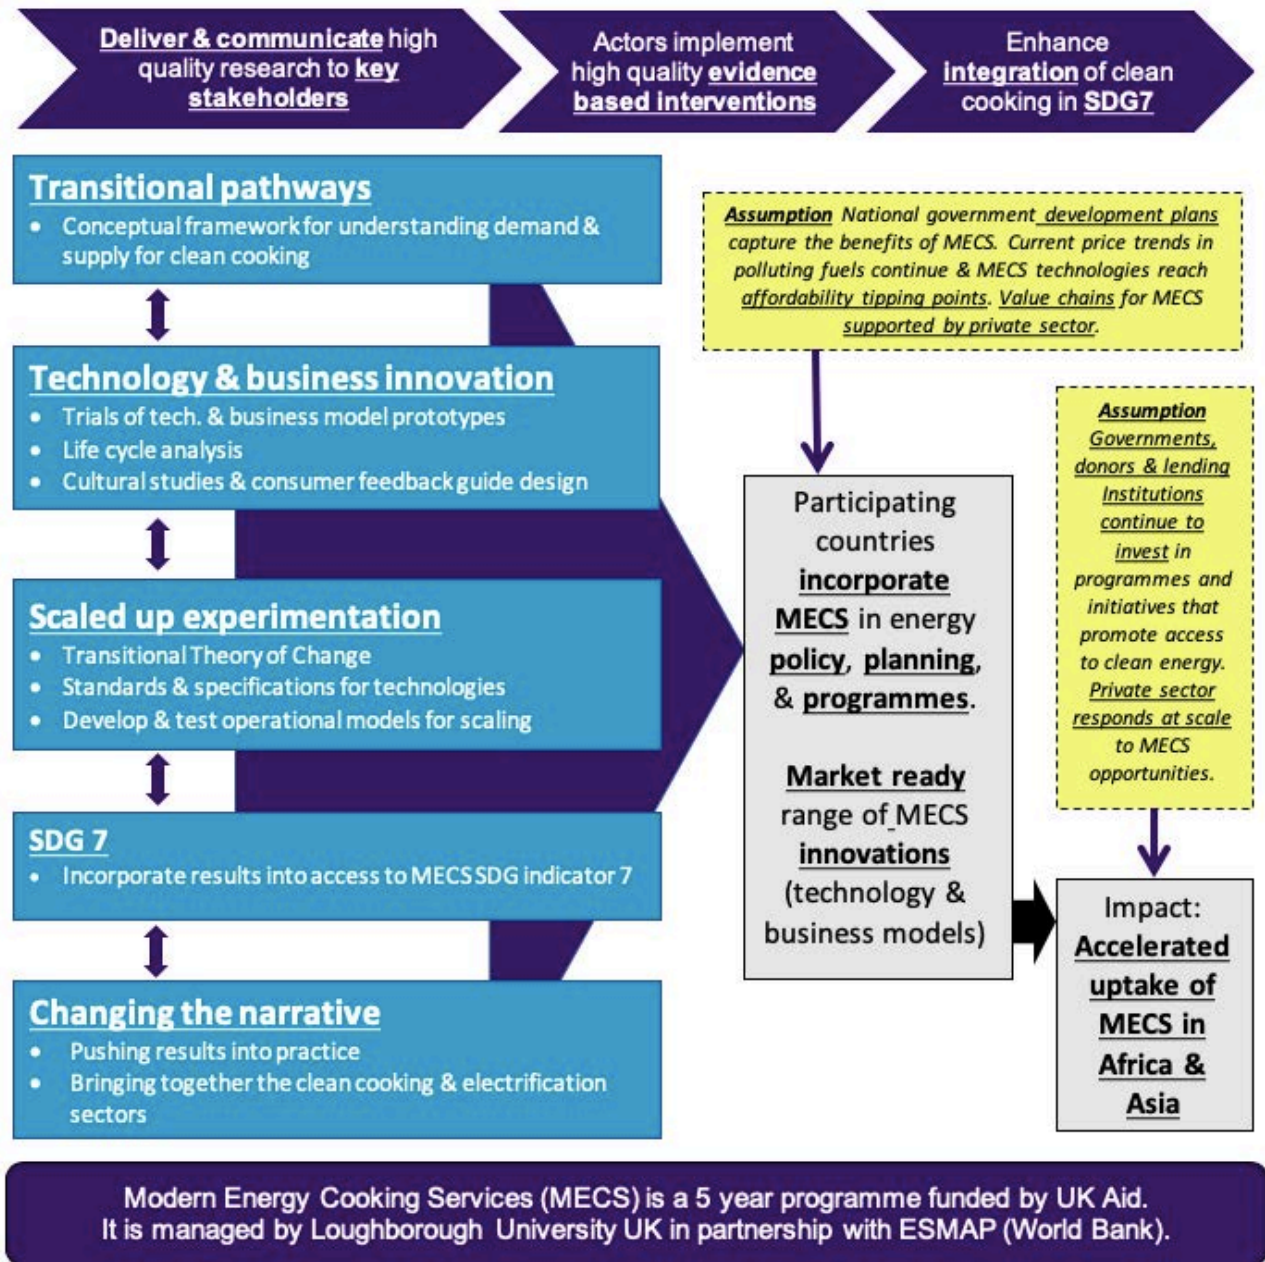 Deliver & communicate high
quality research to key
stakeholders
Actors implement
high quality evidence
based interventions
Enhance
integration of clean
cooking in SDG7
Transitional pathways
• Conceptual framework for understanding demand &
supply for clean cooking
Technology & business innovation
• Trials of tech. & business model prototypes
• Life cycle analysis
• Cultural studies & consumer feedback guide design
Scaled up experimentation
• Transitional Theory of Change
• Standards & specifications for technologies
• Develop & test operational models for scaling
SDG 7
• Incorporate results into access to MECS SDG indicator 7
Changing the narrative
• Pushing results into practice
• Bringing together the clean cooking & electrification
sectors
Assumption National government development plans
capture the benefits of MECS. Current price trends in
polluting fuels continue & MECS technologies reach
affordability tipping points. Value chains for MECS
supported by private sector.
Participating
countries
incorporate
MECS in energy
policy, planning,
& programmes.
Market ready
range of MECS
innovations
(technology &
business models)
Assumption
Governments,
donors & lending
Institutions
continue to
invest in
programmes and
initiatives that
promote access
to clean energy.
Private sector
responds at scale
to MECS
opportunities.
Impact:
Accelerated
uptake of
MECS in
Africa &
Asia
Modern Energy Cooking Services (MECS) is a 5 year programme funded by UK Aid.
It is managed by Loughborough University UK in partnership with ESMAP (World Bank).